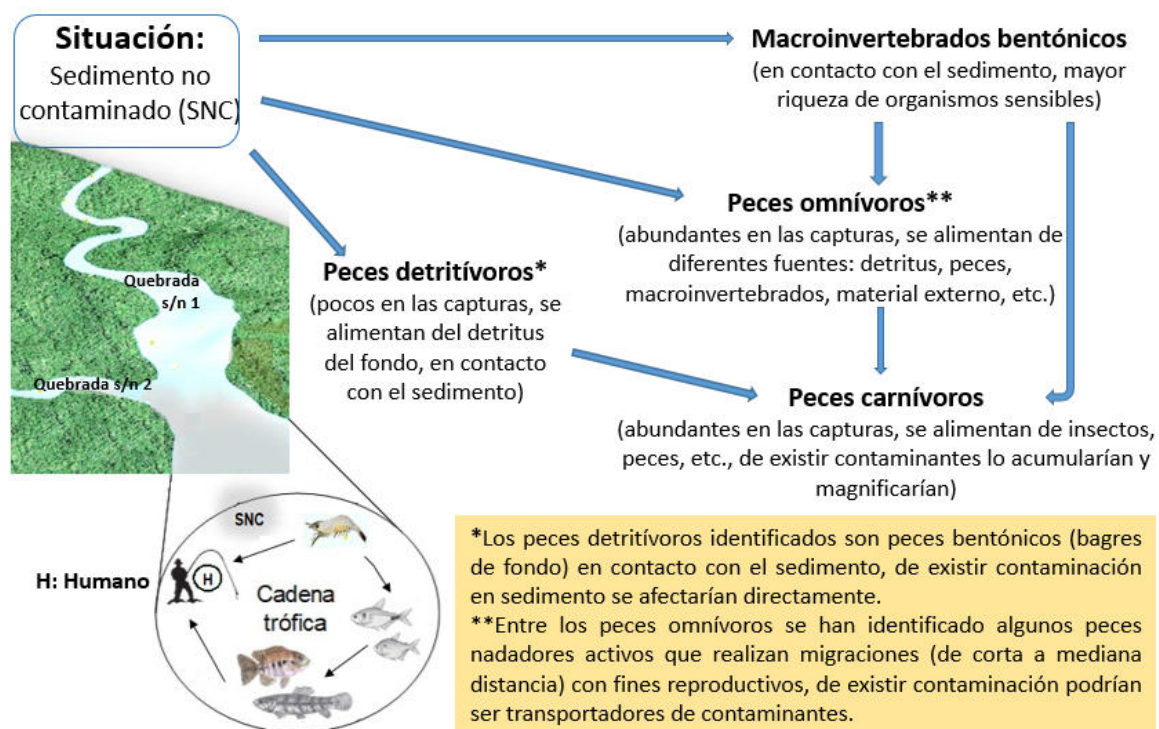 Situación:
Sedimento no
contaminado (SNC)
Macroinvertebrados bentónicos
(en contacto con el sedimento, mayor
riqueza de organismos sensibles)
Peces omnívoros**
(abundantes en las capturas, se alimentan de
diferentes fuentes: detritus, peces,
macroinvertebrados, material externo, etc.)
Peces detritívoros*
(pocos en las capturas, se
alimentan del detritus
del fondo, en contacto
con el sedimento)
Quebrada
s/n 1
Quebrada s/n 2
Peces carnívoros
(abundantes en las capturas, se alimentan de insectos,
peces, etc., de existir contaminantes lo acumularían y
magnificarían)
SNC
H: Humano
H
Cadena
trófica
*Los peces detritívoros identificados son peces bentónicos (bagres
de fondo) en contacto con el sedimento, de existir contaminación
en sedimento se afectarían directamente.
**Entre los peces omnívoros se han identificado algunos peces
nadadores activos que realizan migraciones (de corta a mediana
distancia) con fines reproductivos, de existir contaminación podrían
ser transportadores de contaminantes.